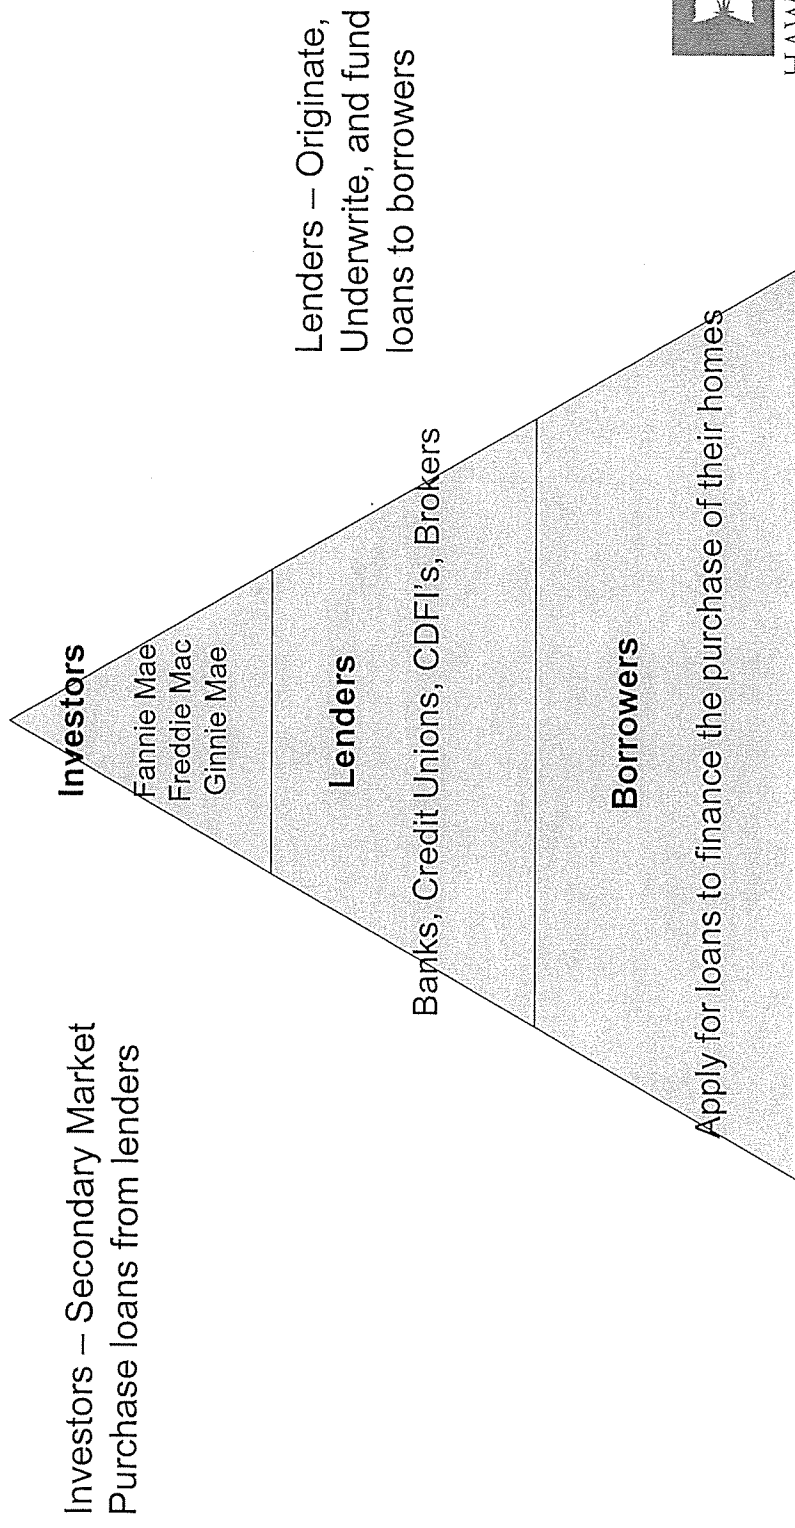 Investors – Secondary Market
Purchase loans from lenders
Investors
Fannie Mae
Freddie Mac
Ginnie Mae
Lenders – Originate,
Underwrite, and fund
loans to borrowers
Lenders
Banks, Credit Unions, CDFI's, Brokers
Borrowers
Apply for loans to finance the purchase of their homes